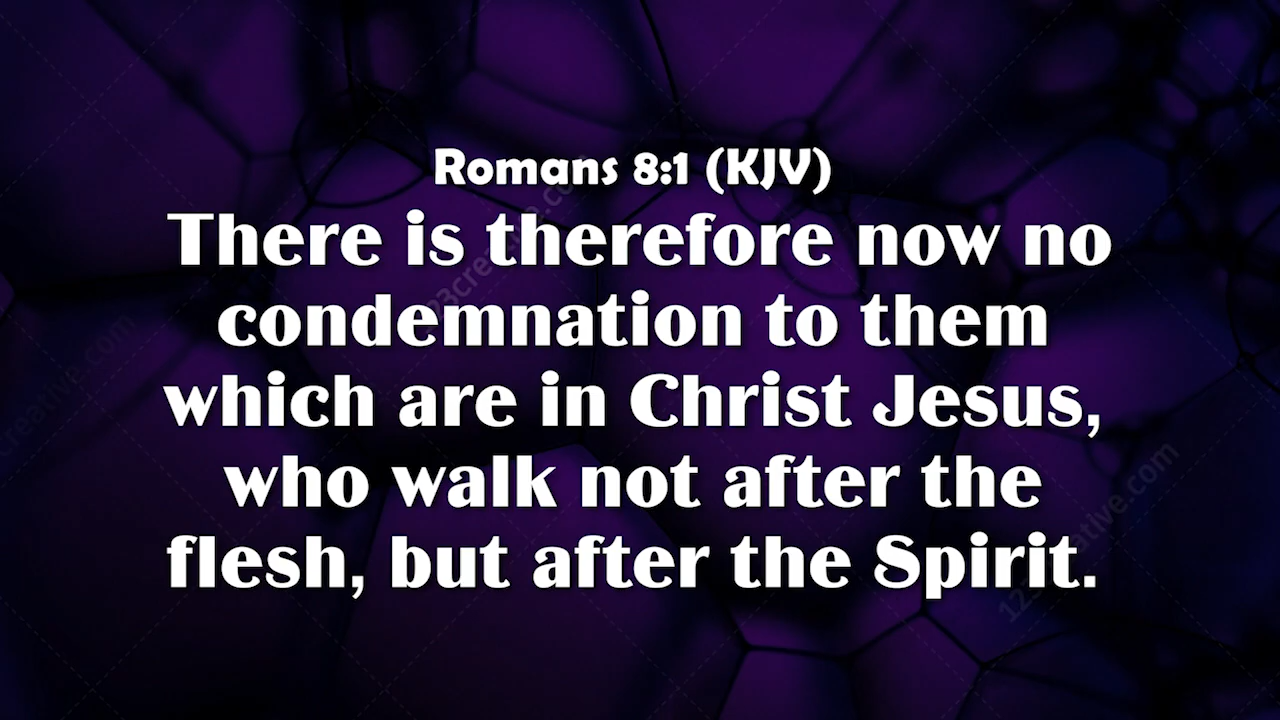 Romans 8:1 (KJV)
There is therefore now no
condemnation to them
which are in Christ Jesus,
who walk not after the
flesh, but after the Spirit.